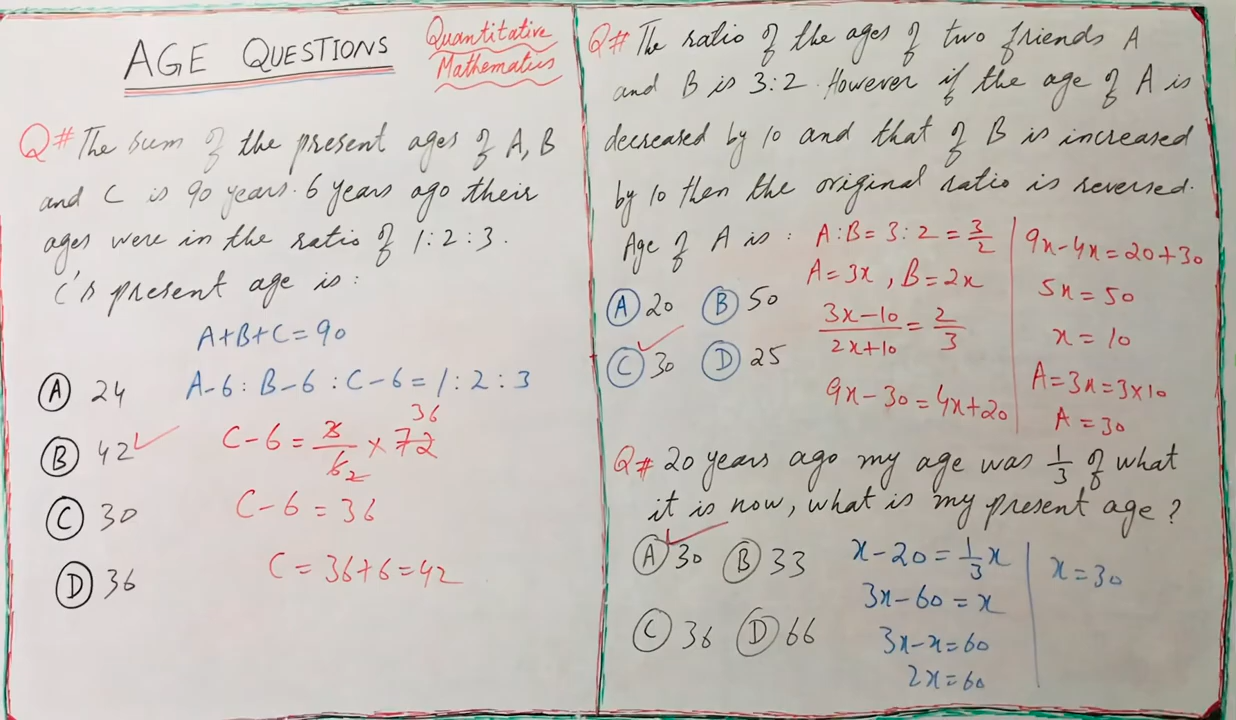 AGE QUESTIONS
Quantitative
Mathematics
Q# The sum of the present ages of A, B
and C is 90 years. 6 years ago their
ages were in the ratio of 1:2:3.
C's present age is:
A+B+C=90
A 24
A-6: B-6 : C-6 = 1:2:3
B 42
C-6 = 3/6 2 × 72 36
C 30
C-6 = 36
D 36
C = 36+6=42
Q# The ratio of the ages of two friends A
and B is 3:2. However if the age of A is
decreased by 10 and that of B is increased
by 10 then the original ratio is reversed.
Age of A is :
A 20 B 50
C 30 D 25
A:B=3:2=3/2
A=3x, B=2x
3x-10/2x+10 = 2/3
9x-30=4x+20
9x-4x=20+30
5x=50
x=10
A=3x=3×10
A=30
Q# 20 years ago my age was 1/3 of what
it is now, what is my present age?
A 30 B 33
C 36 D 66
x-20=1/3x
3x-60=x
3x-x=60
2x=60
x=30